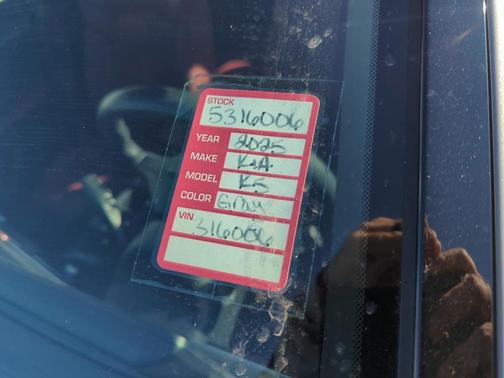 STOCK
5316006
YEAR 2025
MAKE KIA
MODEL K5
COLOR Gray
VIN
316006